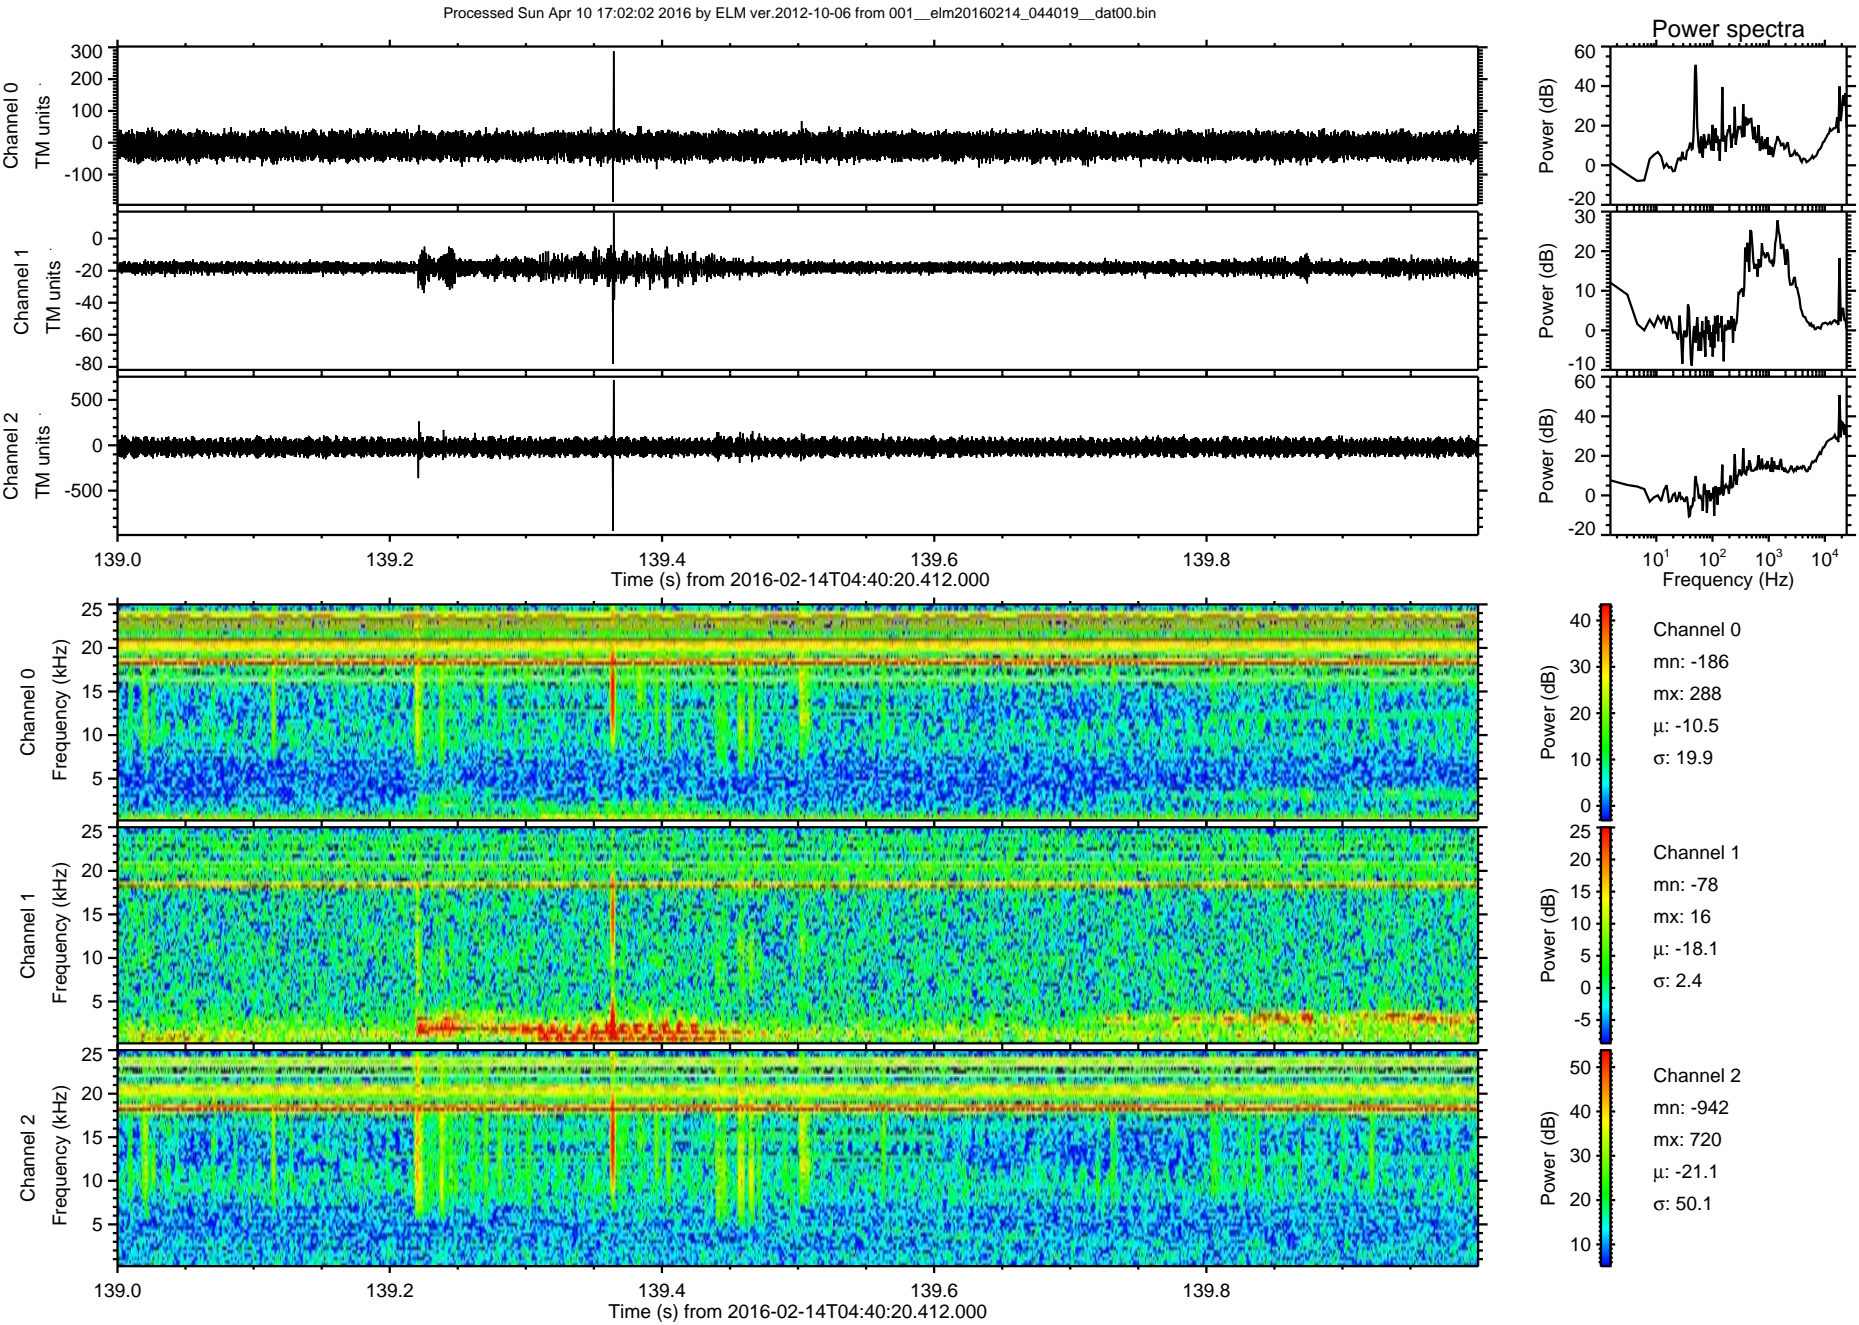 Processed Sun Apr 10 17:02:02 2016 by ELM ver.2012-10-06 from 001__elm20160214_044019__dat00.bin
Power spectra
Channel 0
TM units
300
200
100
0
-100
Power (dB)
60
40
20
0
-20
Channel 1
TM units
0
-20
-40
-60
-80
Power (dB)
30
20
10
0
-10
Channel 2
TM units
500
0
-500
Power (dB)
60
40
20
0
-20
139.0 139.2 139.4 139.6 139.8
Time (s) from 2016-02-14T04:40:20.412.000
10¹ 10² 10³ 10⁴
Frequency (Hz)
Channel 0
Frequency (kHz)
25
20
15
10
5
Power (dB)
40
30
20
10
0
Channel 0
mn: -186
mx: 288
µ: -10.5
σ: 19.9
Channel 1
Frequency (kHz)
25
20
15
10
5
Power (dB)
25
20
15
10
5
0
-5
Channel 1
mn: -78
mx: 16
µ: -18.1
σ: 2.4
Channel 2
Frequency (kHz)
25
20
15
10
5
Power (dB)
50
40
30
20
10
Channel 2
mn: -942
mx: 720
µ: -21.1
σ: 50.1
139.0 139.2 139.4 139.6 139.8
Time (s) from 2016-02-14T04:40:20.412.000